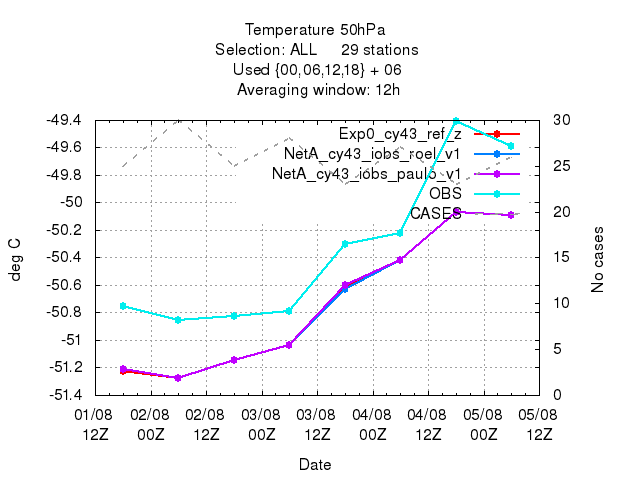 Temperature 50hPa
Selection: ALL 29 stations
Used {00,06,12,18} + 06
Averaging window: 12h
Exp0_cy43_ref_z
NetA_cy43_iobs_roel_v1
NetA_cy43_iobs_paulo_v1
OBS
CASES
-49.4
-49.6
-49.8
-50
-50.2
-50.4
-50.6
-50.8
-51
-51.2
-51.4
deg C
30
25
20
15
10
5
0
No cases
01/08 02/08 02/08 03/08 03/08 04/08 04/08 05/08 05/08
12Z 00Z 12Z 00Z 12Z 00Z 12Z 00Z 12Z
Date